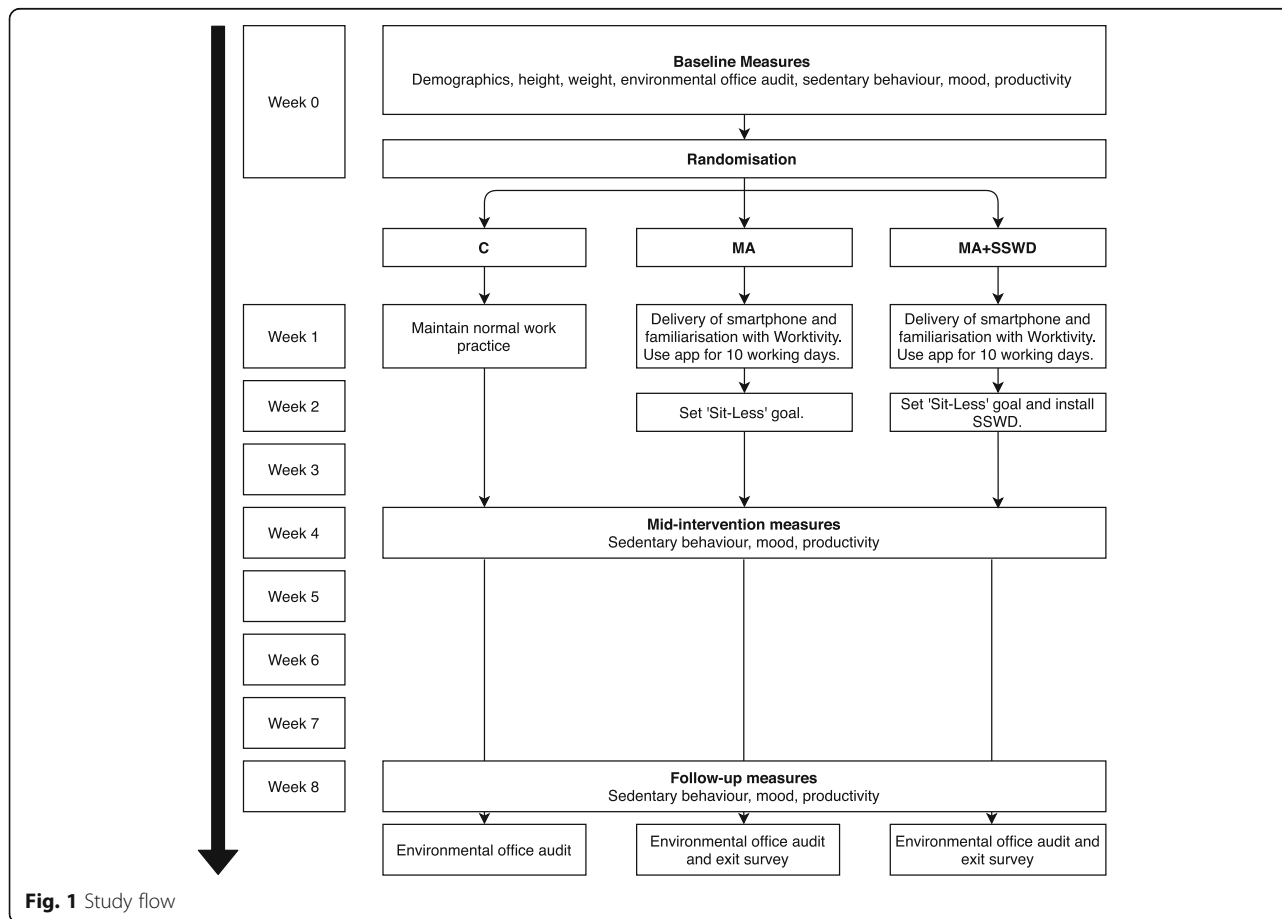 Week 0
Baseline Measures
Demographics, height, weight, environmental office audit, sedentary behaviour, mood, productivity
Randomisation
C
MA
MA+SSWD
Week 1
Maintain normal work
practice
Delivery of smartphone and
familiarisation with Worktivity.
Use app for 10 working days.
Delivery of smartphone and
familiarisation with Worktivity.
Use app for 10 working days.
Week 2
Set 'Sit-Less' goal.
Set 'Sit-Less' goal and install
SSWD.
Week 3
Week 4
Mid-intervention measures
Sedentary behaviour, mood, productivity
Week 5
Week 6
Week 7
Week 8
Follow-up measures
Sedentary behaviour, mood, productivity
Environmental office audit
Environmental office audit
and exit survey
Environmental office audit and
exit survey
Fig. 1 Study flow